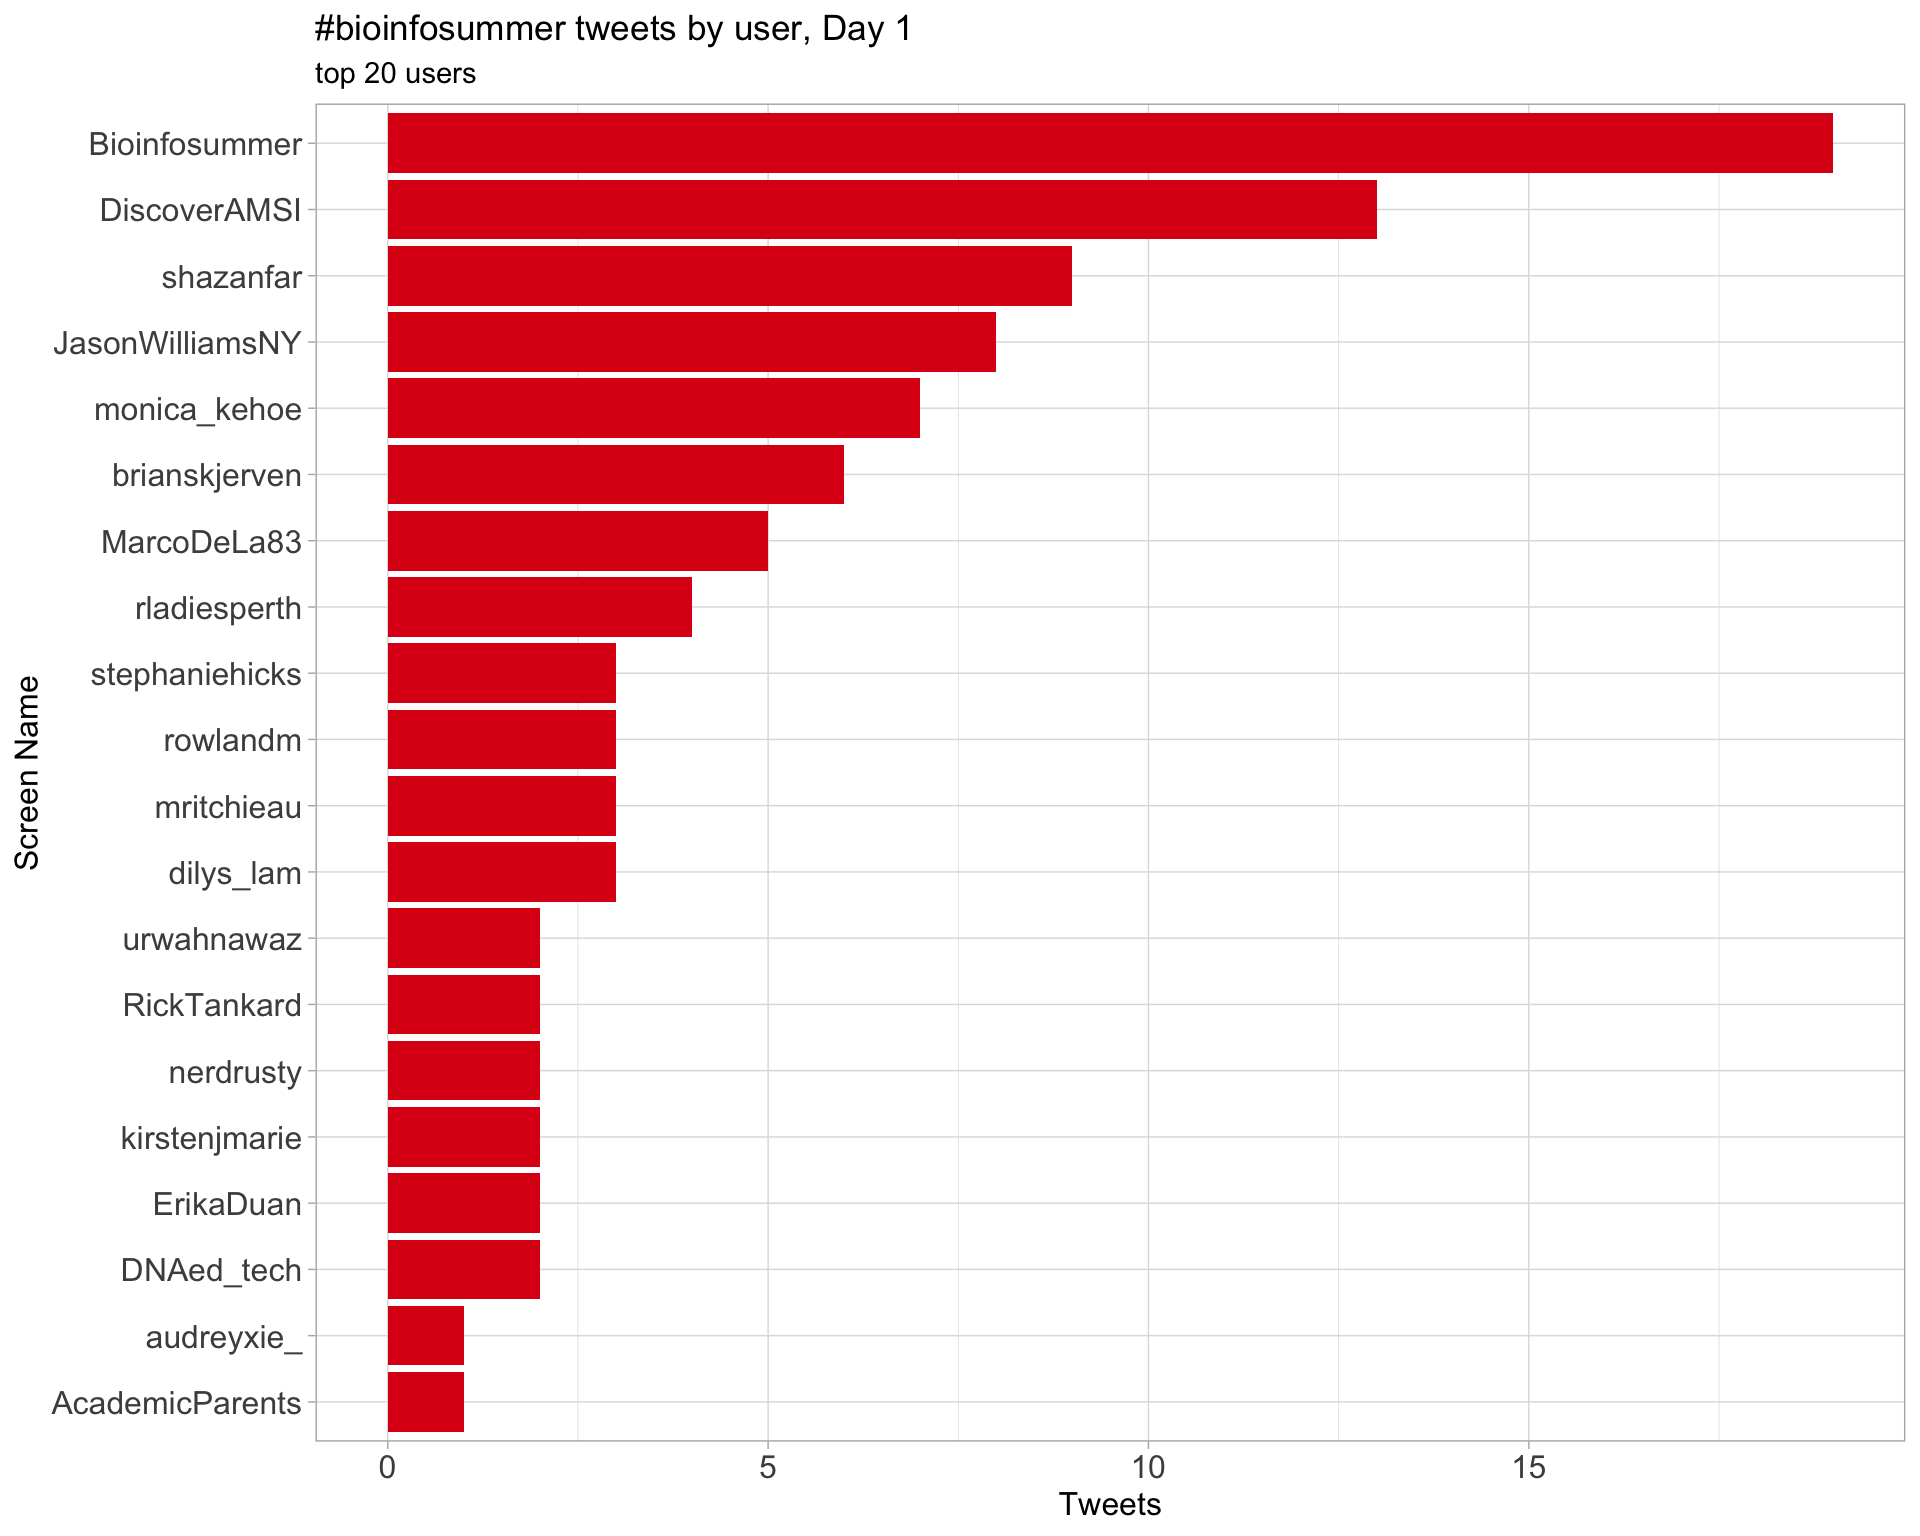 #bioinfosummer tweets by user, Day 1
top 20 users
Screen Name
Bioinfosummer
DiscoverAMSI
shazanfar
JasonWilliamsNY
monica_kehoe
brianskjerven
MarcoDeLa83
rladiesperth
stephaniehicks
rowlandm
mritchieau
dilys_lam
urwahnawaz
RickTankard
nerdrusty
kirstenjmarie
ErikaDuan
DNAed_tech
audreyxie_
AcademicParents
0 5 10 15
Tweets